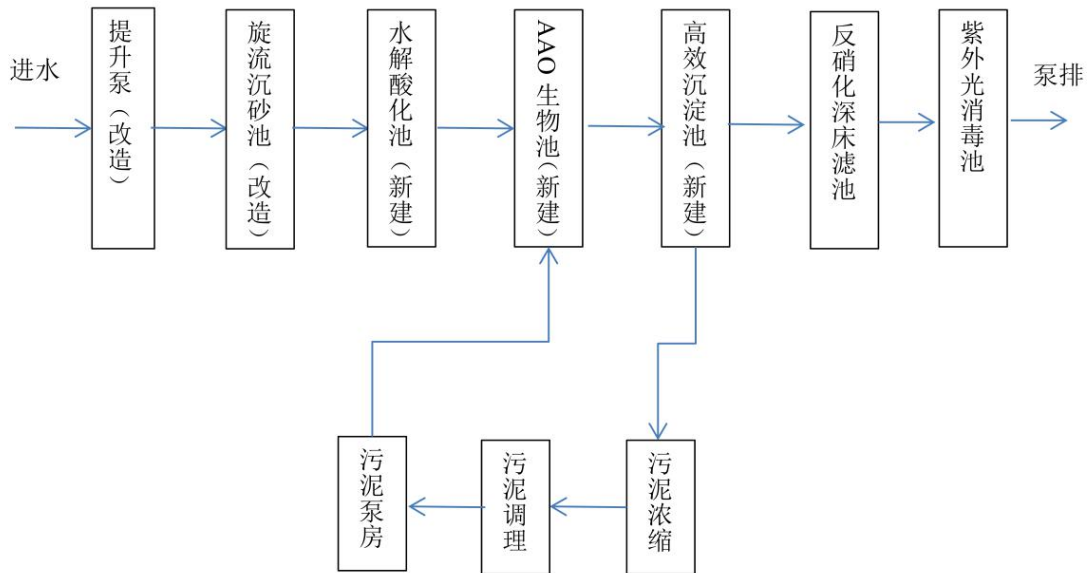 进水
提升泵（改造）
旋流沉砂池（改造）
水解酸化池（新建）
AAO 生物池（新建）
高效沉淀池（新建）
反硝化深床滤池
紫外光消毒池
泵排
污泥泵房
污泥调理
污泥浓缩